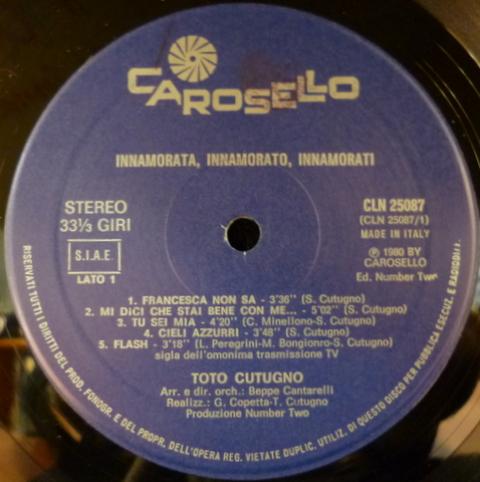 CAROSELLO
INNAMORATA, INNAMORATO, INNAMORATI
STEREO
33⅓ GIRI
S.I.A.E.
LATO 1
CLN 25087
(CLN 25087/1)
MADE IN ITALY
℗ 1980 BY
CAROSELLO
Ed. Number Two
1. FRANCESCA NON SA - 3'36" (S. Cutugno)
2. MI DICI CHE STAI BENE CON ME... - 5'02" (S. Cutugno)
3. TU SEI MIA - 4'20" (C. Minellono-S. Cutugno)
4. CIELI AZZURRI - 3'48" (S. Cutugno)
5. FLASH - 3'18" (L. Peregrini-M. Bongionro-S. Cutugno)
sigla dell'omonima trasmissione TV
TOTO CUTUGNO
Arr. e dir. orch.: Beppe Cantarelli
Realizz.: G. Copetta-T. Cutugno
Produzione Number Two
RISERVATI TUTTI I DIRITTI DEL PROD. FONOGR. E DEL PROPR. DELL'OPERA REG. VIETATE DUPLIC. UTILIZ. DI QUESTO DISCO PER PUBBLICA ESECUZ. E RADIODIFF.